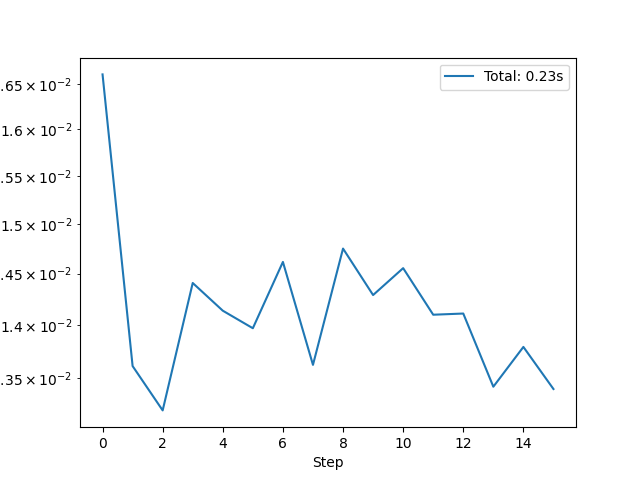 Total: 0.23s
.65 × 10⁻²
1.6 × 10⁻²
.55 × 10⁻²
1.5 × 10⁻²
.45 × 10⁻²
1.4 × 10⁻²
.35 × 10⁻²
0 2 4 6 8 10 12 14
Step